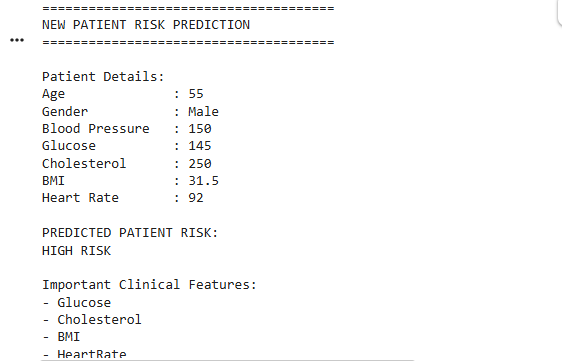 ======================================
NEW PATIENT RISK PREDICTION
======================================
Patient Details:
Age : 55
Gender : Male
Blood Pressure : 150
Glucose : 145
Cholesterol : 250
BMI : 31.5
Heart Rate : 92
PREDICTED PATIENT RISK:
HIGH RISK
Important Clinical Features:
- Glucose
- Cholesterol
- BMI
- HeartRate